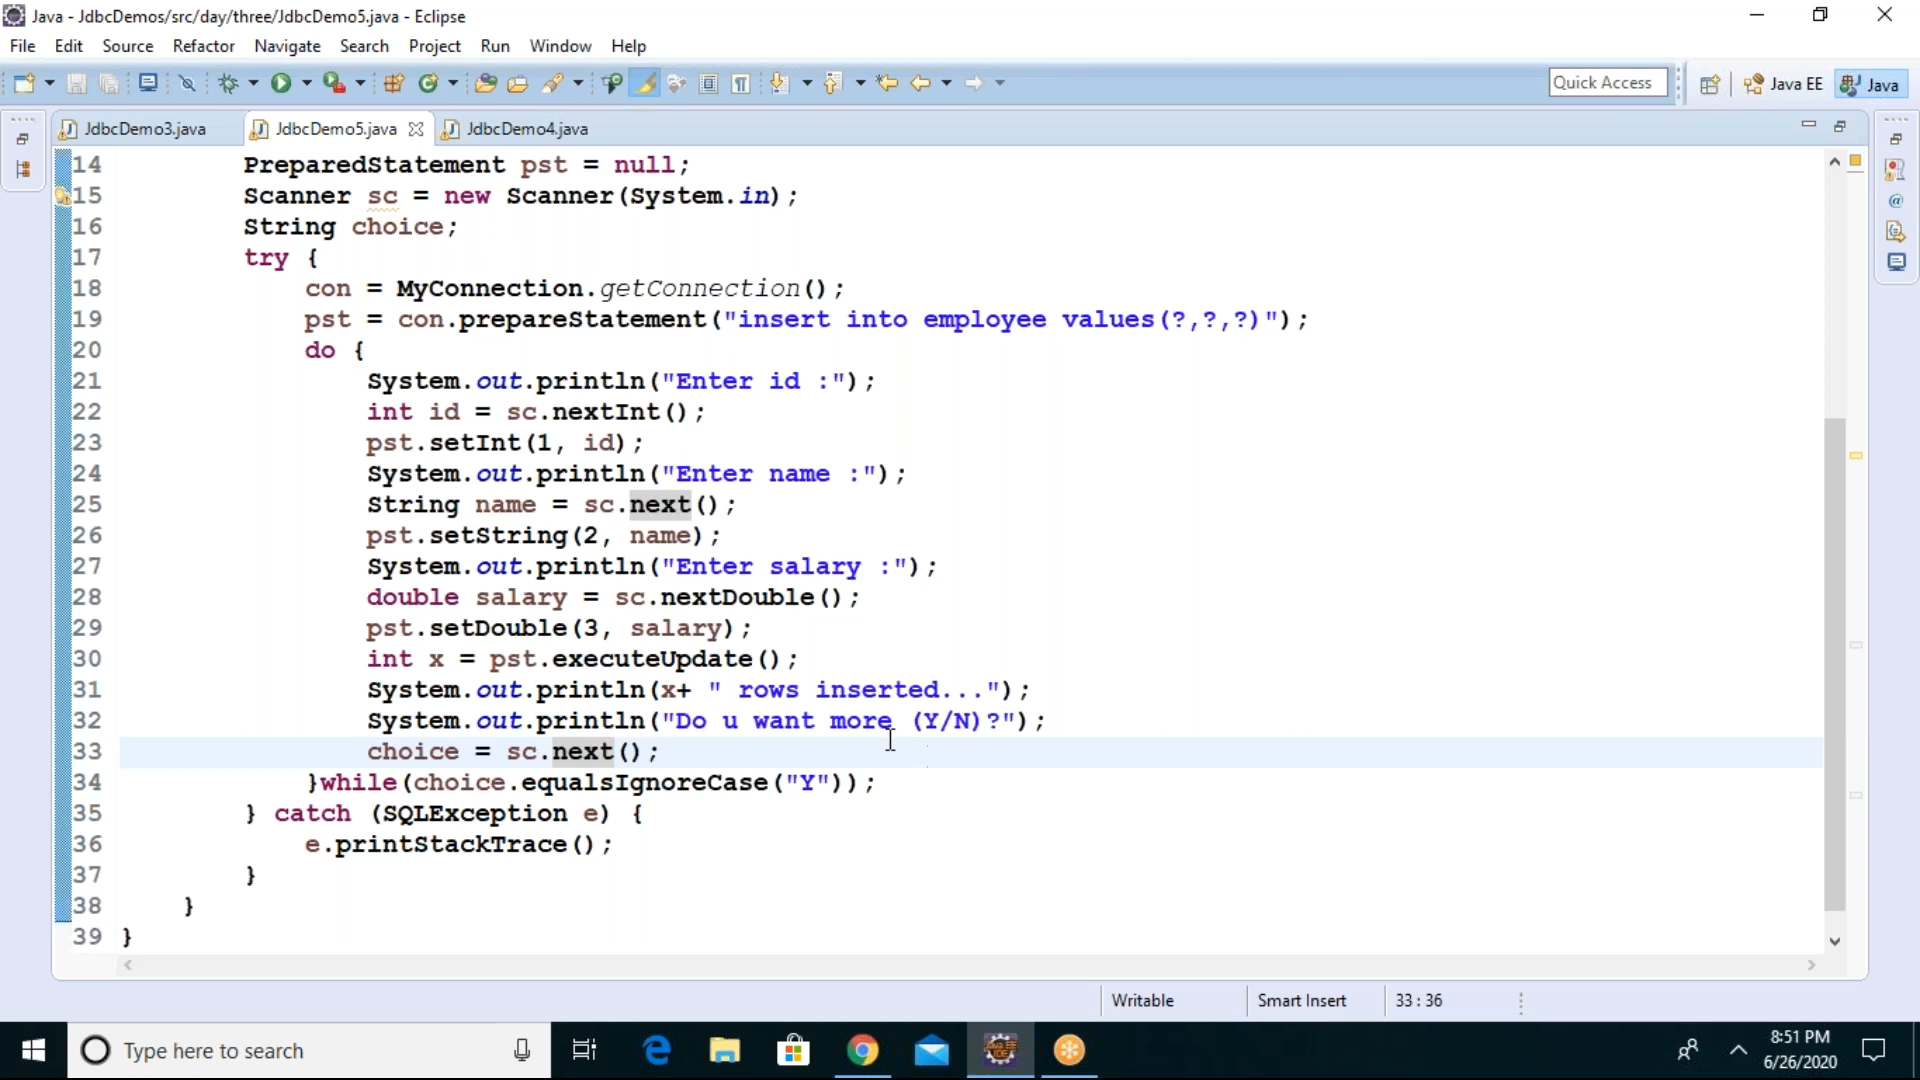 Java - JdbcDemos/src/day/three/JdbcDemo5.java - Eclipse
File Edit Source Refactor Navigate Search Project Run Window Help
Quick Access Java EE Java
JdbcDemo3.java JdbcDemo5.java JdbcDemo4.java
14 PreparedStatement pst = null;
15 Scanner sc = new Scanner(System.in);
16 String choice;
17 try {
18 con = MyConnection.getConnection();
19 pst = con.prepareStatement("insert into employee values(?,?,?)");
20 do {
21 System.out.println("Enter id :");
22 int id = sc.nextInt();
23 pst.setInt(1, id);
24 System.out.println("Enter name :");
25 String name = sc.next();
26 pst.setString(2, name);
27 System.out.println("Enter salary :");
28 double salary = sc.nextDouble();
29 pst.setDouble(3, salary);
30 int x = pst.executeUpdate();
31 System.out.println(x+ " rows inserted...");
32 System.out.println("Do u want more (Y/N)?");
33 choice = sc.next();
34 }while(choice.equalsIgnoreCase("Y"));
35 } catch (SQLException e) {
36 e.printStackTrace();
37 }
38 }
39 }
Writable Smart Insert 33 : 36
Type here to search
8:51 PM
6/26/2020